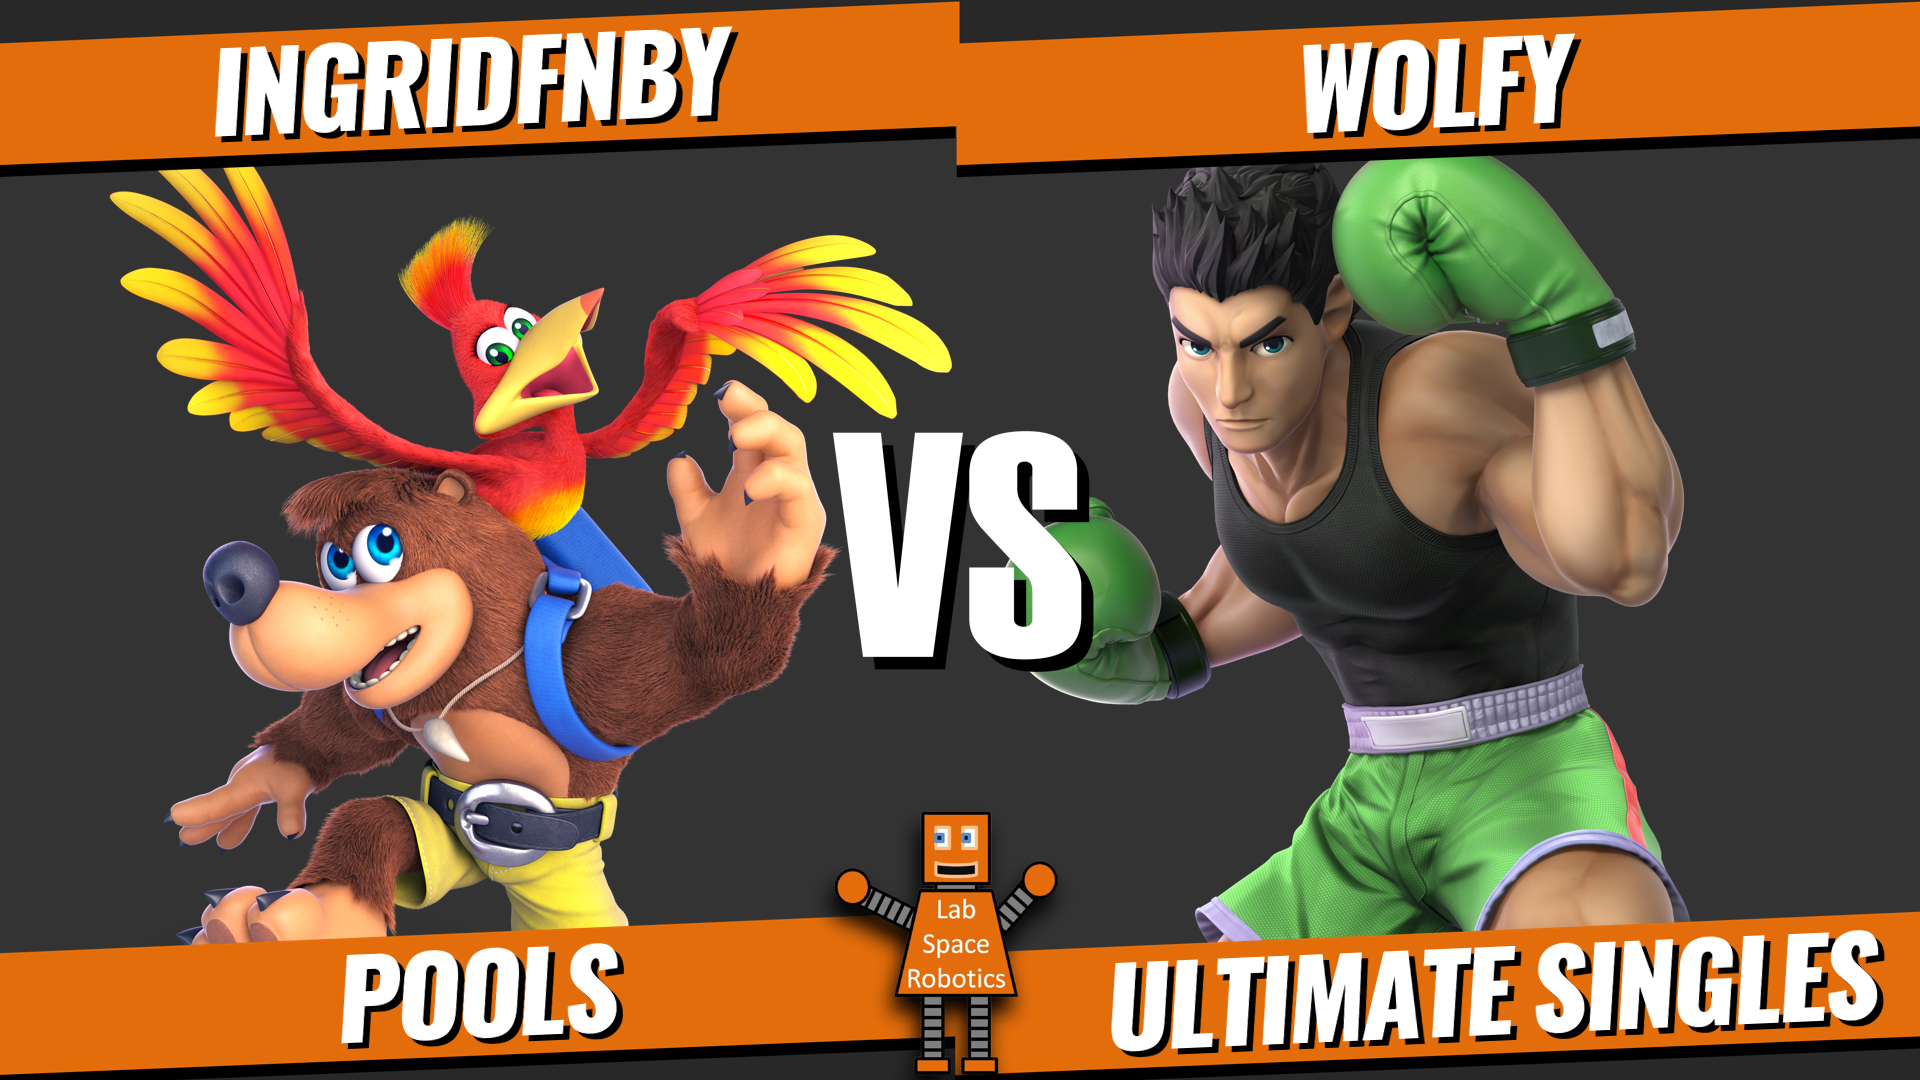 INGRIDFNBY
WOLFY
VS
POOLS
Lab
Space
Robotics
ULTIMATE SINGLES